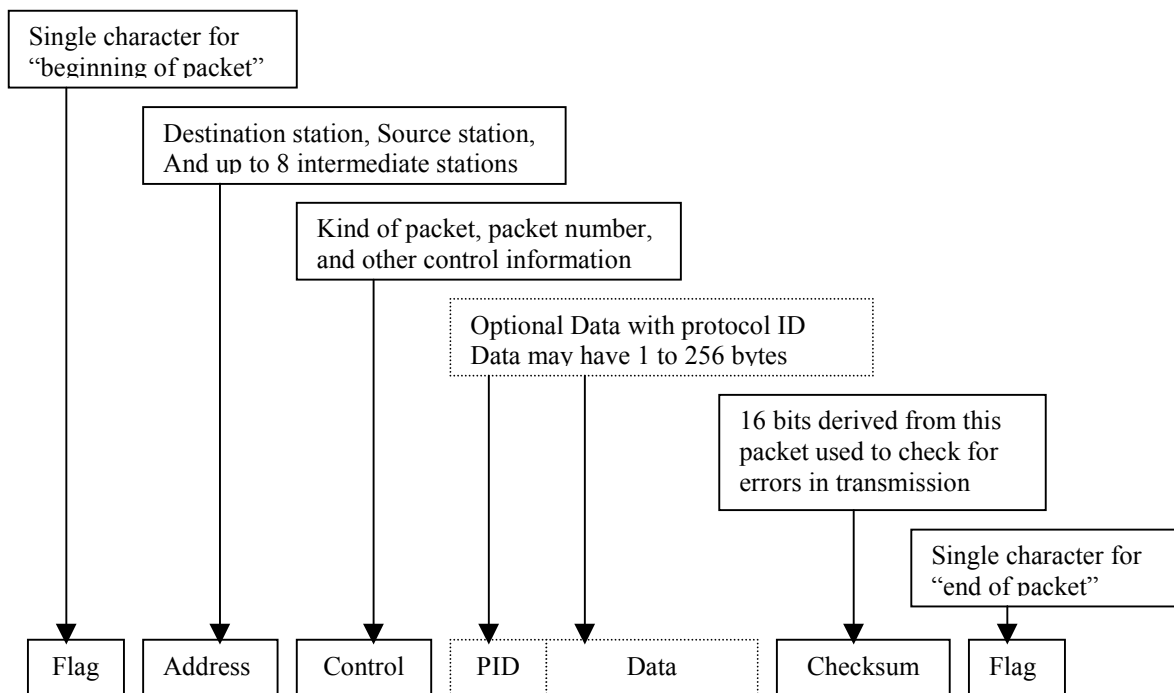 Single character for
“beginning of packet”
Destination station, Source station,
And up to 8 intermediate stations
Kind of packet, packet number,
and other control information
Optional Data with protocol ID
Data may have 1 to 256 bytes
16 bits derived from this
packet used to check for
errors in transmission
Single character for
“end of packet”
Flag Address Control PID Data Checksum Flag